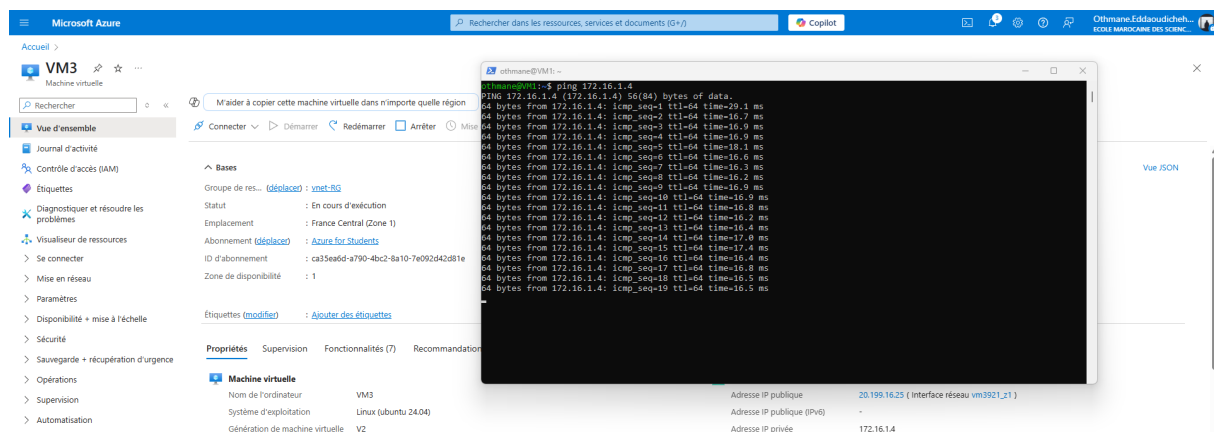 Microsoft Azure
Rechercher dans les ressources, services et documents (G+/)
Copilot
3
Othmane.Eddaoudicheh...
ECOLE MAROCAINE DES SCIENC...
Accueil >
VM3
Machine virtuelle
Rechercher
Vue d'ensemble
Journal d'activité
Contrôle d'accès (IAM)
Étiquettes
Diagnostiquer et résoudre les
problèmes
Visualiseur de ressources
Se connecter
Mise en réseau
Paramètres
Disponibilité + mise à l'échelle
Sécurité
Sauvegarde + récupération d'urgence
Opérations
Supervision
Automatisation
M'aider à copier cette machine virtuelle dans n'importe quelle région
Connecter Démarrer Redémarrer Arrêter Mise
Bases
Vue JSON
Groupe de res... (déplacer) : vnet-RG
Statut : En cours d'exécution
Emplacement : France Central (Zone 1)
Abonnement (déplacer) : Azure for Students
ID d'abonnement : ca35ea6d-a790-4bc2-8a10-7e092d42d81e
Zone de disponibilité : 1
Étiquettes (modifier) : Ajouter des étiquettes
Propriétés Supervision Fonctionnalités (7) Recommandation
Machine virtuelle
Nom de l'ordinateur VM3
Système d'exploitation Linux (ubuntu 24.04)
Génération de machine virtuelle V2
Adresse IP publique 20.199.16.25 ( Interface réseau vm3921_z1 )
Adresse IP publique (IPv6) -
Adresse IP privée 172.16.1.4
othmane@VM1: ~
othmane@VM1:~$ ping 172.16.1.4
PING 172.16.1.4 (172.16.1.4) 56(84) bytes of data.
64 bytes from 172.16.1.4: icmp_seq=1 ttl=64 time=29.1 ms
64 bytes from 172.16.1.4: icmp_seq=2 ttl=64 time=16.7 ms
64 bytes from 172.16.1.4: icmp_seq=3 ttl=64 time=16.9 ms
64 bytes from 172.16.1.4: icmp_seq=4 ttl=64 time=16.9 ms
64 bytes from 172.16.1.4: icmp_seq=5 ttl=64 time=18.1 ms
64 bytes from 172.16.1.4: icmp_seq=6 ttl=64 time=16.6 ms
64 bytes from 172.16.1.4: icmp_seq=7 ttl=64 time=16.3 ms
64 bytes from 172.16.1.4: icmp_seq=8 ttl=64 time=16.2 ms
64 bytes from 172.16.1.4: icmp_seq=9 ttl=64 time=16.9 ms
64 bytes from 172.16.1.4: icmp_seq=10 ttl=64 time=16.9 ms
64 bytes from 172.16.1.4: icmp_seq=11 ttl=64 time=16.8 ms
64 bytes from 172.16.1.4: icmp_seq=12 ttl=64 time=16.2 ms
64 bytes from 172.16.1.4: icmp_seq=13 ttl=64 time=16.4 ms
64 bytes from 172.16.1.4: icmp_seq=14 ttl=64 time=17.0 ms
64 bytes from 172.16.1.4: icmp_seq=15 ttl=64 time=17.4 ms
64 bytes from 172.16.1.4: icmp_seq=16 ttl=64 time=16.4 ms
64 bytes from 172.16.1.4: icmp_seq=17 ttl=64 time=16.8 ms
64 bytes from 172.16.1.4: icmp_seq=18 ttl=64 time=16.5 ms
64 bytes from 172.16.1.4: icmp_seq=19 ttl=64 time=16.5 ms